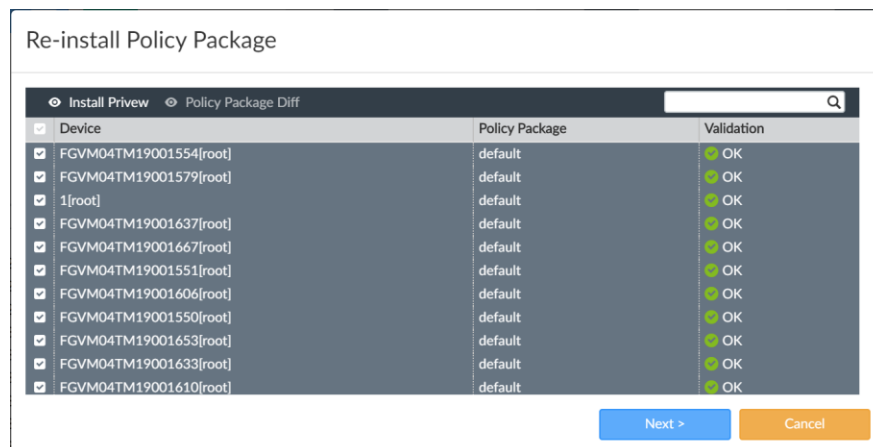 Re-install Policy Package
Install Privew Policy Package Diff
Device Policy Package Validation
FGVM04TM19001554[root] default OK
FGVM04TM19001579[root] default OK
1[root] default OK
FGVM04TM19001637[root] default OK
FGVM04TM19001667[root] default OK
FGVM04TM19001551[root] default OK
FGVM04TM19001606[root] default OK
FGVM04TM19001550[root] default OK
FGVM04TM19001653[root] default OK
FGVM04TM19001633[root] default OK
FGVM04TM19001610[root] default OK
Next > Cancel